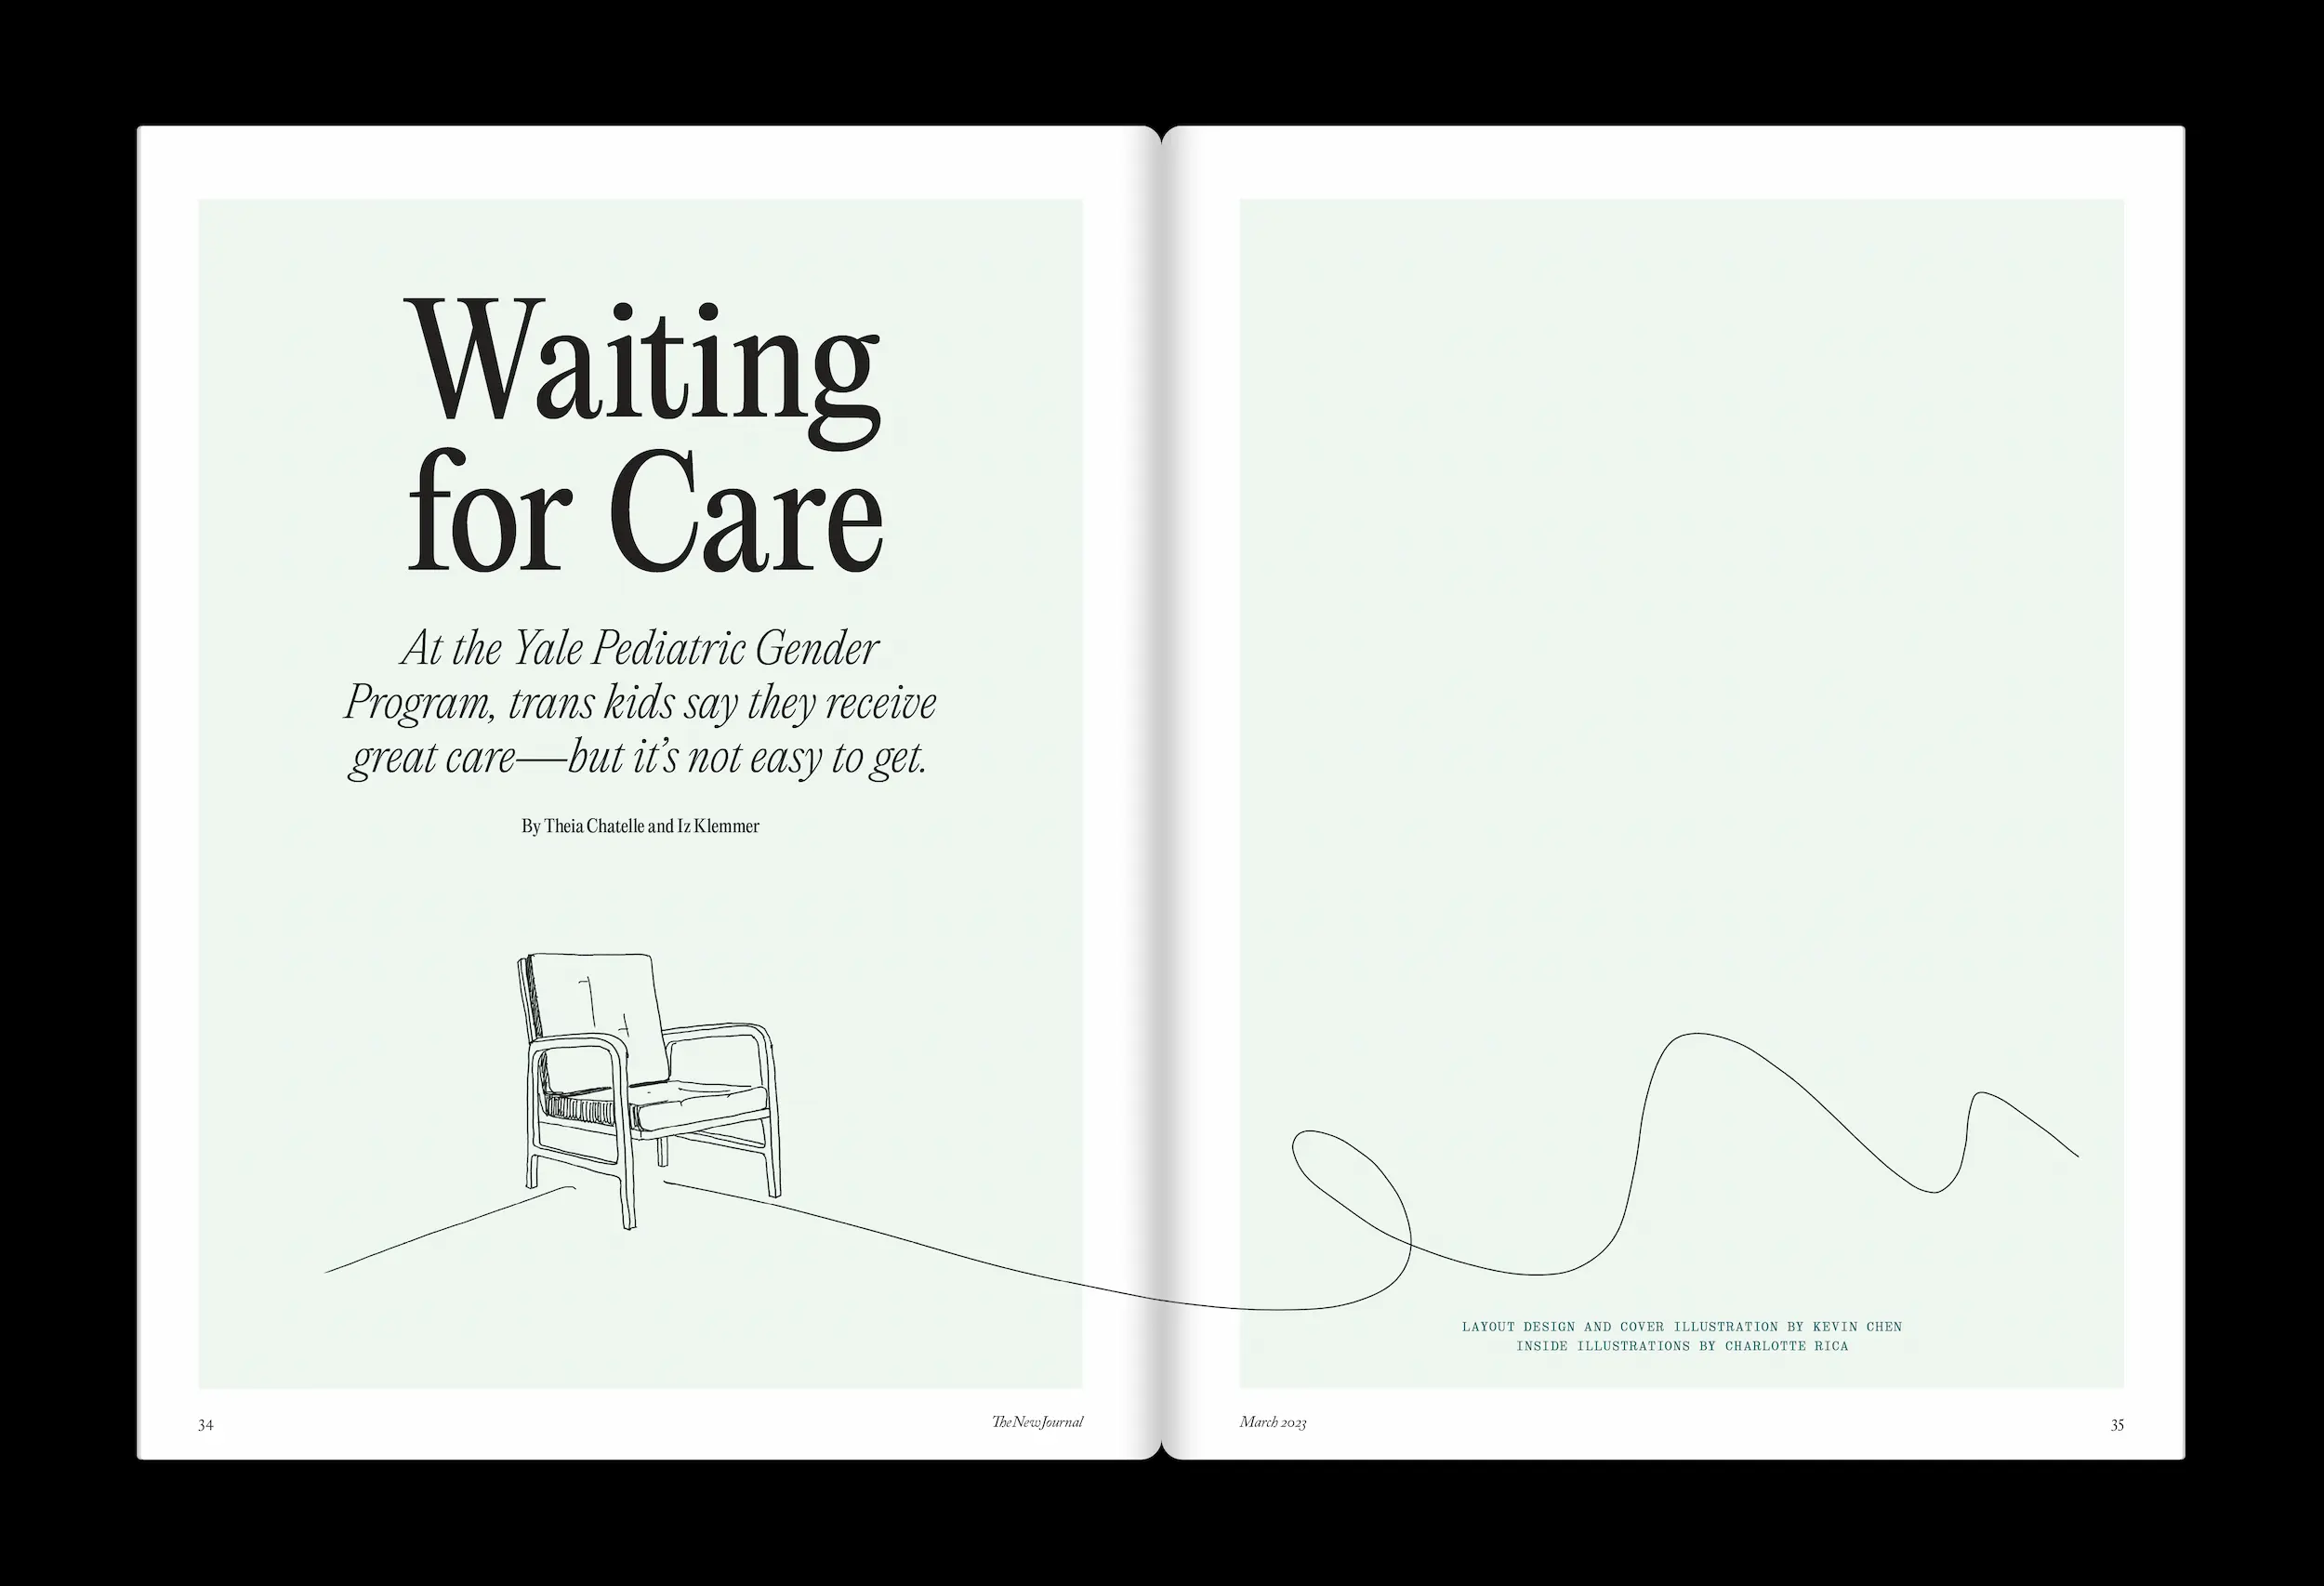 Waiting
for Care
At the Yale Pediatric Gender
Program, trans kids say they receive
great care—but it’s not easy to get.
By Theia Chatelle and Iz Klemmer
LAYOUT DESIGN AND COVER ILLUSTRATION BY KEVIN CHEN
INSIDE ILLUSTRATIONS BY CHARLOTTE RICA
34
The New Journal
March 2023
35